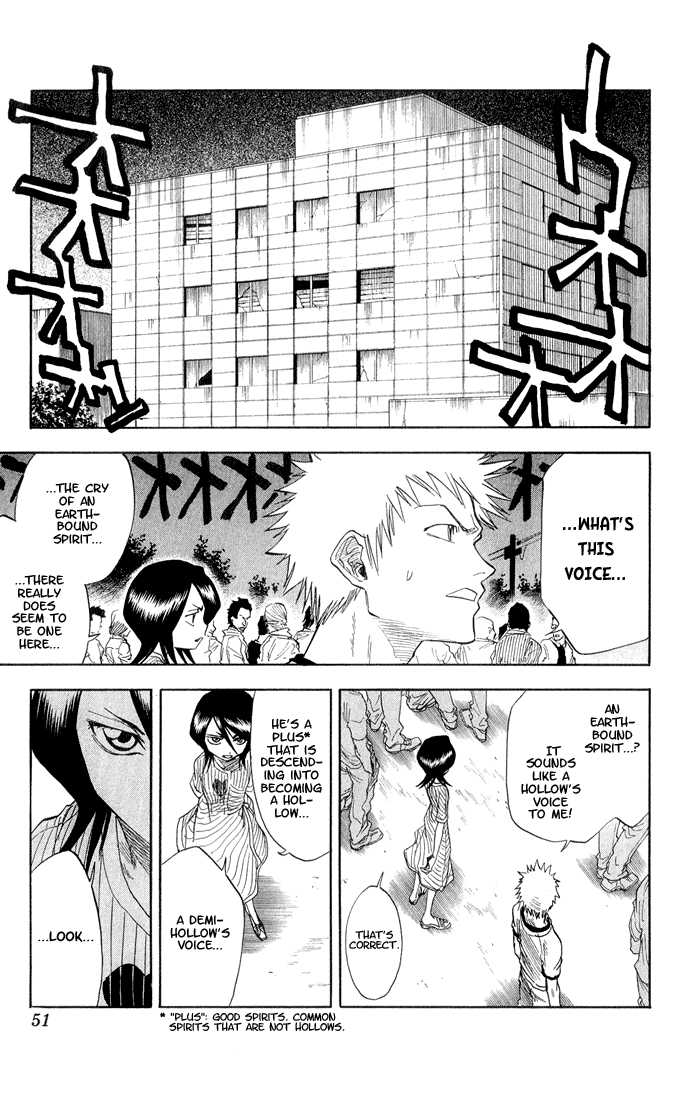 ...WHAT'S
THIS
VOICE...
...THE CRY
OF AN
EARTH-
BOUND
SPIRIT...
...THERE
REALLY
DOES
SEEM TO
BE ONE
HERE...
AN
EARTH-
BOUND
SPIRIT...?
IT
SOUNDS
LIKE A
HOLLOW'S
VOICE
TO ME!
THAT'S
CORRECT.
HE'S A
PLUS*
THAT IS
DESCEND-
ING INTO
BECOMING
A HOL-
LOW...
A DEMI-
HOLLOW'S
VOICE...
...LOOK...
* "PLUS": GOOD SPIRITS. COMMON
SPIRITS THAT ARE NOT HOLLOWS.
51